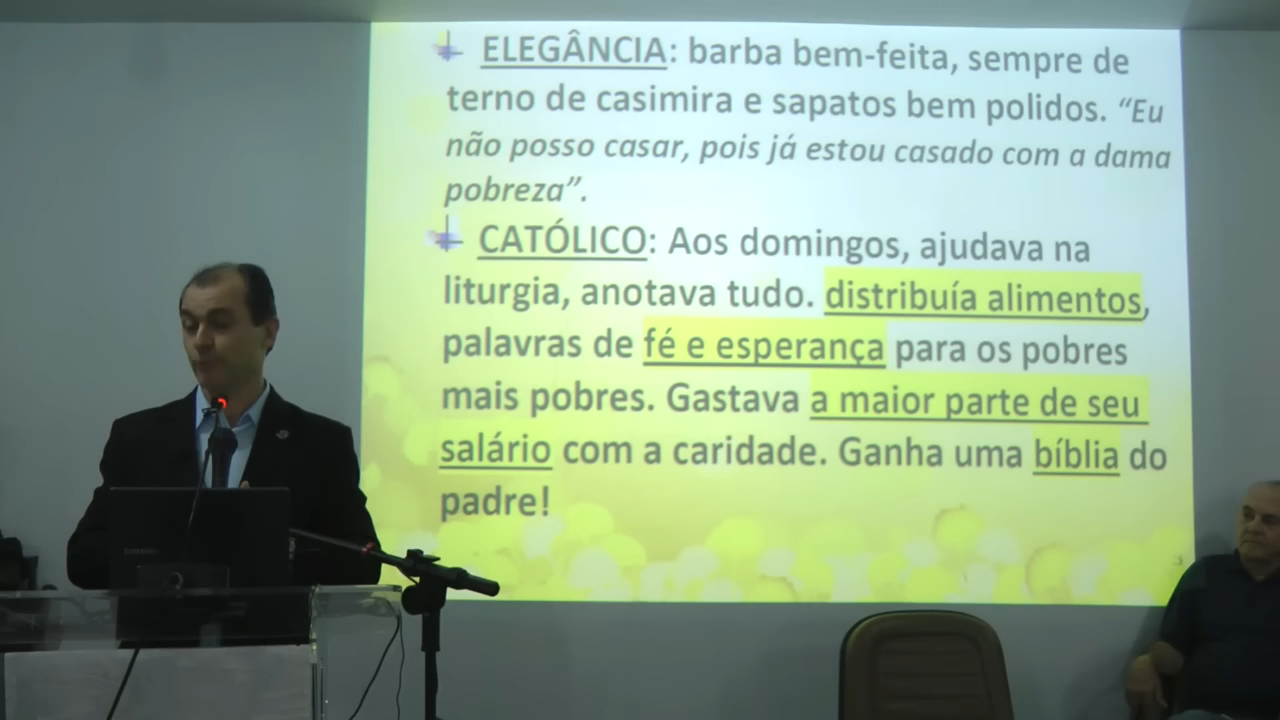 ELEGÂNCIA: barba bem-feita, sempre de
terno de casimira e sapatos bem polidos. “Eu
não posso casar, pois já estou casado com a dama
pobreza”.
CATÓLICO: Aos domingos, ajudava na
liturgia, anotava tudo. distribuía alimentos,
palavras de fé e esperança para os pobres
mais pobres. Gastava a maior parte de seu
salário com a caridade. Ganha uma bíblia do
padre!